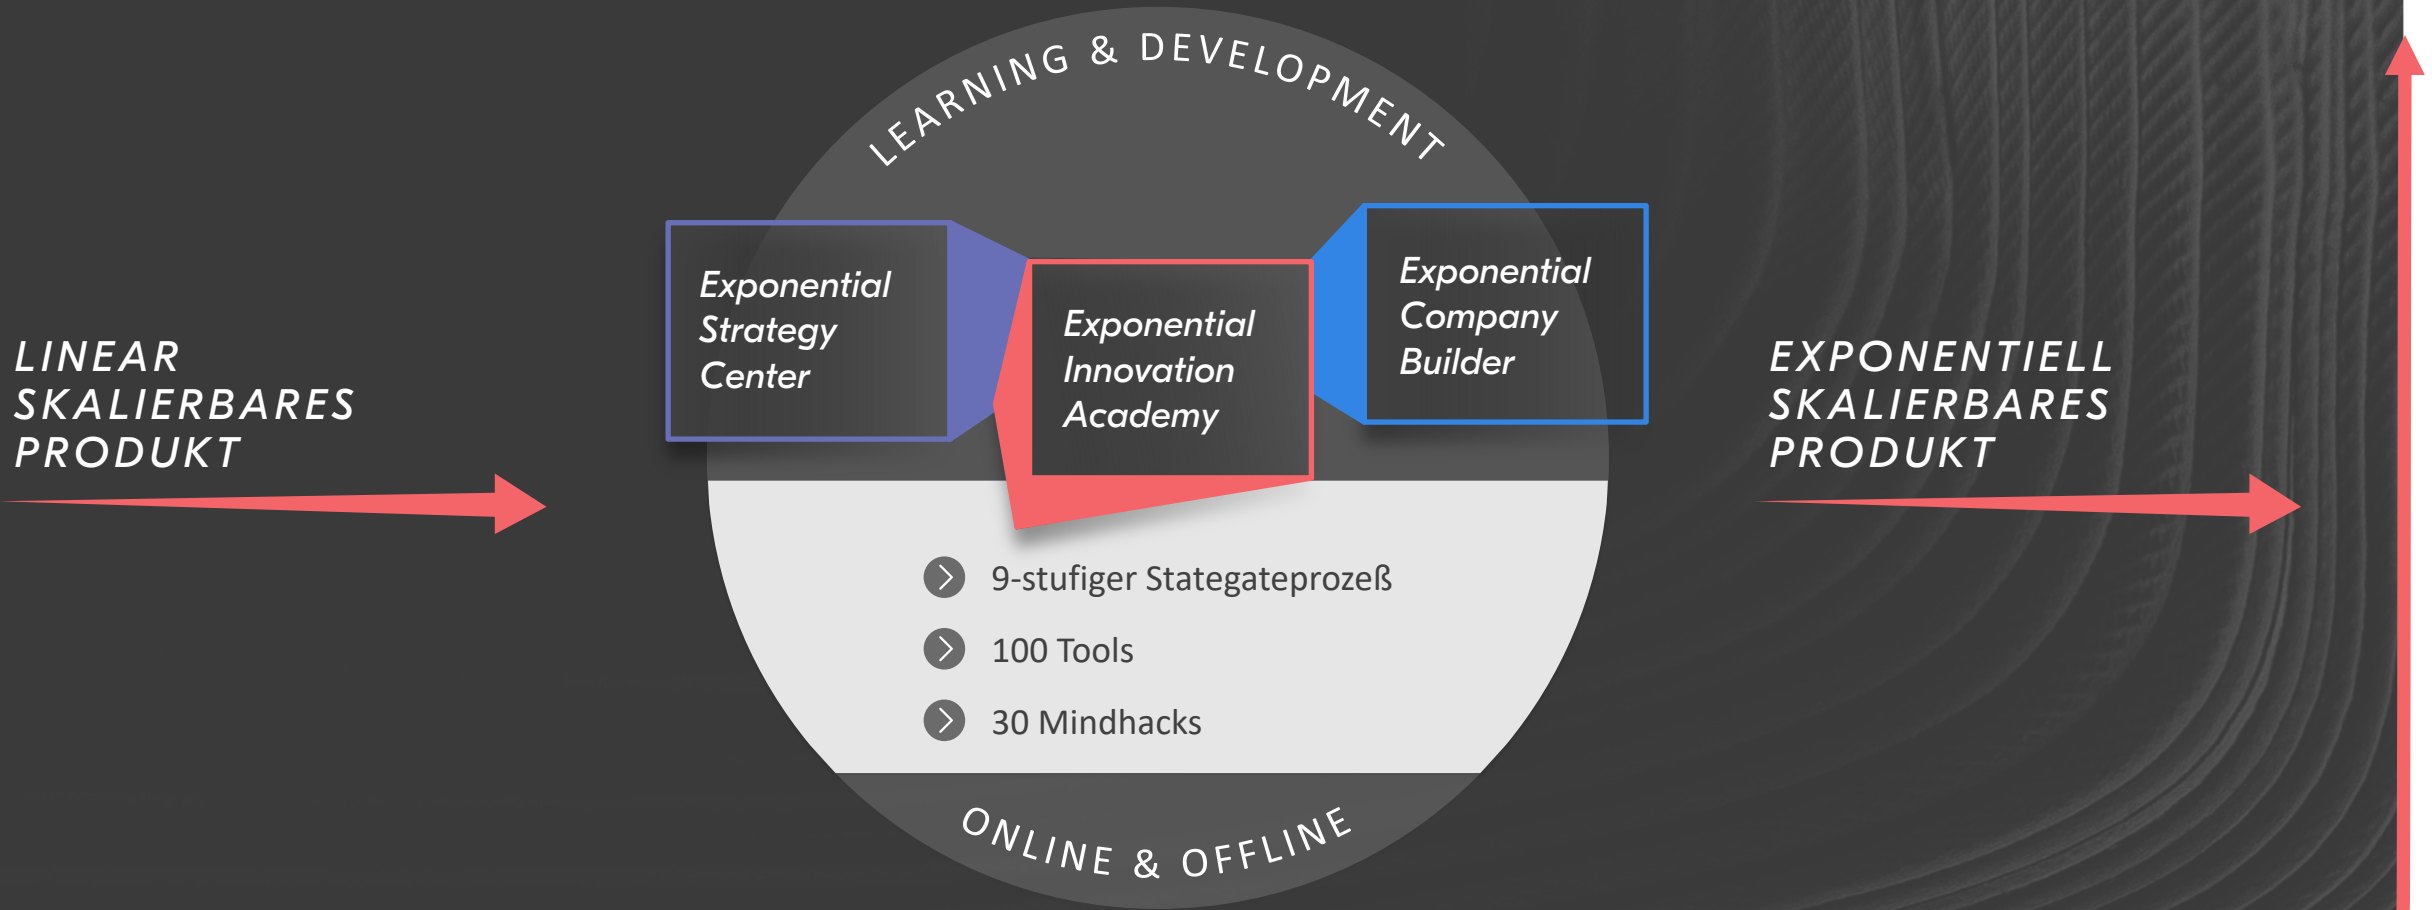 LEARNING & DEVELOPMENT
LINEAR
SKALIERBARES
PRODUKT
Exponential
Strategy
Center
Exponential
Innovation
Academy
Exponential
Company
Builder
EXPONENTIELL
SKALIERBARES
PRODUKT
9-stufiger Stategateprozeß
100 Tools
30 Mindhacks
ONLINE & OFFLINE